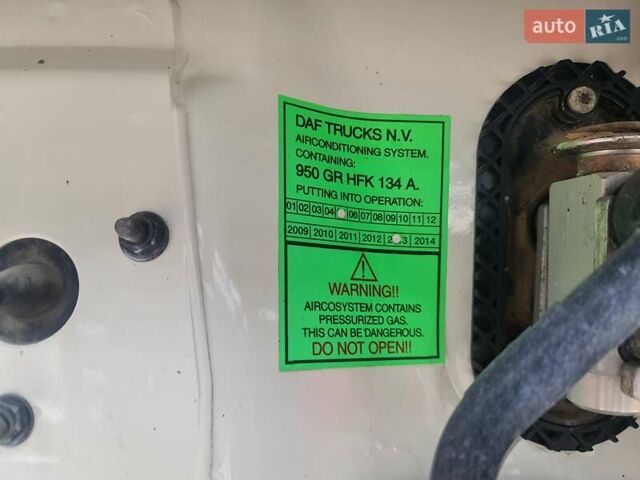 auto RIA.com
DAF TRUCKS N.V.
AIRCONDITIONING SYSTEM.
CONTAINING:
950 GR HFK 134 A.
PUTTING INTO OPERATION:
01 02 03 04 06 07 08 09 10 11 12
2009 2010 2011 2012 2014
WARNING!!
AIRCOSYSTEM CONTAINS
PRESSURIZED GAS.
THIS CAN BE DANGEROUS.
DO NOT OPEN!!